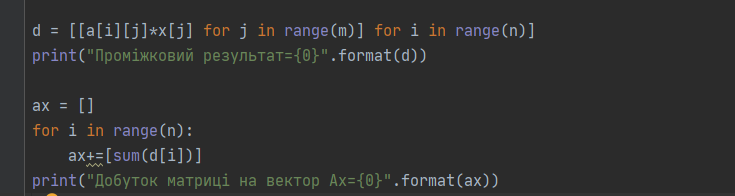 d = [[a[i][j]*x[j] for j in range(m)] for i in range(n)]
print("Проміжковий результат={0}".format(d))
ax = []
for i in range(n):
    ax+=[sum(d[i])]
print("Добуток матриці на вектор Ax={0}".format(ax))